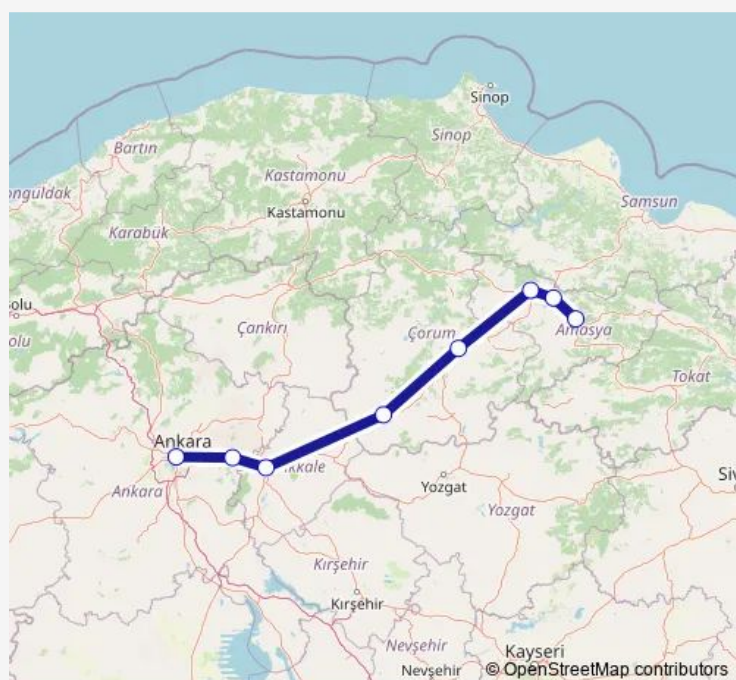 Sinop
Bartın
Sinop
onguldak
Kastamonu
Samsun
Kastamonu
Karabük
olu
Çankırı
Çorum
Amasya
olu
Tokat
Ankara
ıkkale
Siv
Ankara
Yozgat
Yozgat
Kırşehir
Kırşehir
Nevşehir
Kayseri
Nevşehir
© OpenStreetMap contributors